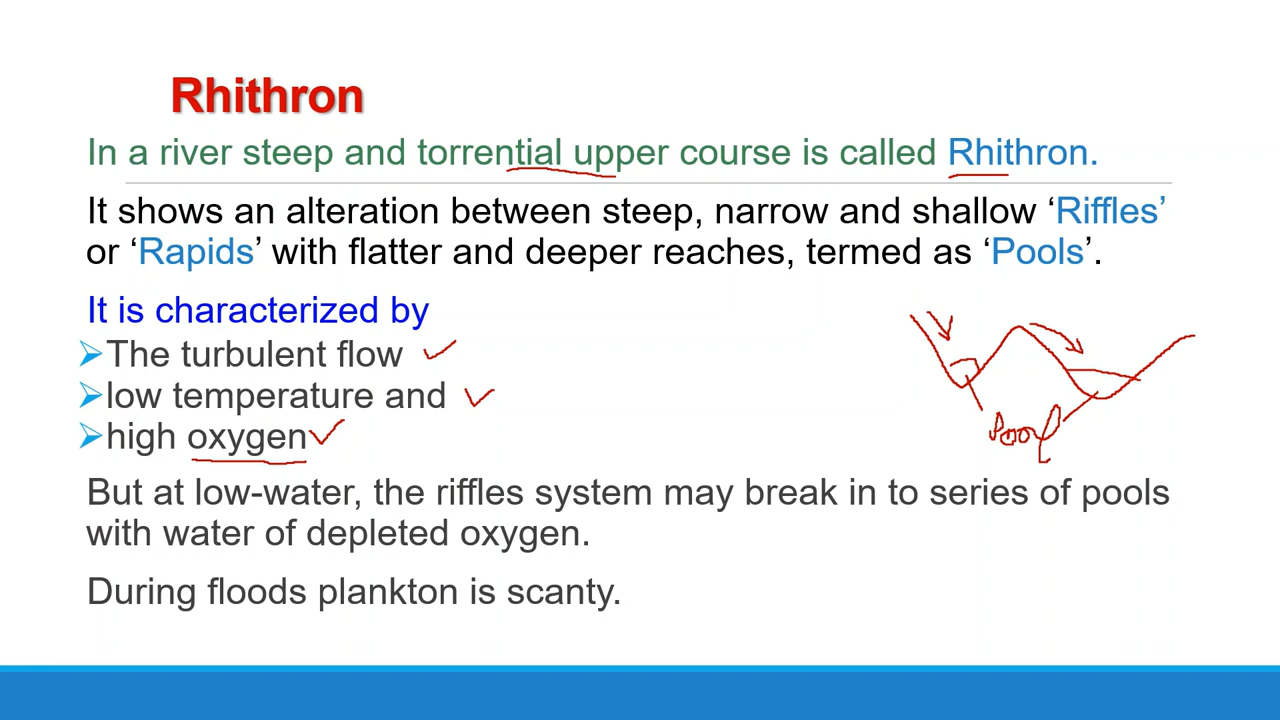 Rhithron
In a river steep and torrential upper course is called Rhithron.
It shows an alteration between steep, narrow and shallow ‘Riffles’
or ‘Rapids’ with flatter and deeper reaches, termed as ‘Pools’.
It is characterized by
➢The turbulent flow
➢low temperature and
➢high oxygen
Pool
But at low-water, the riffles system may break in to series of pools
with water of depleted oxygen.
During floods plankton is scanty.